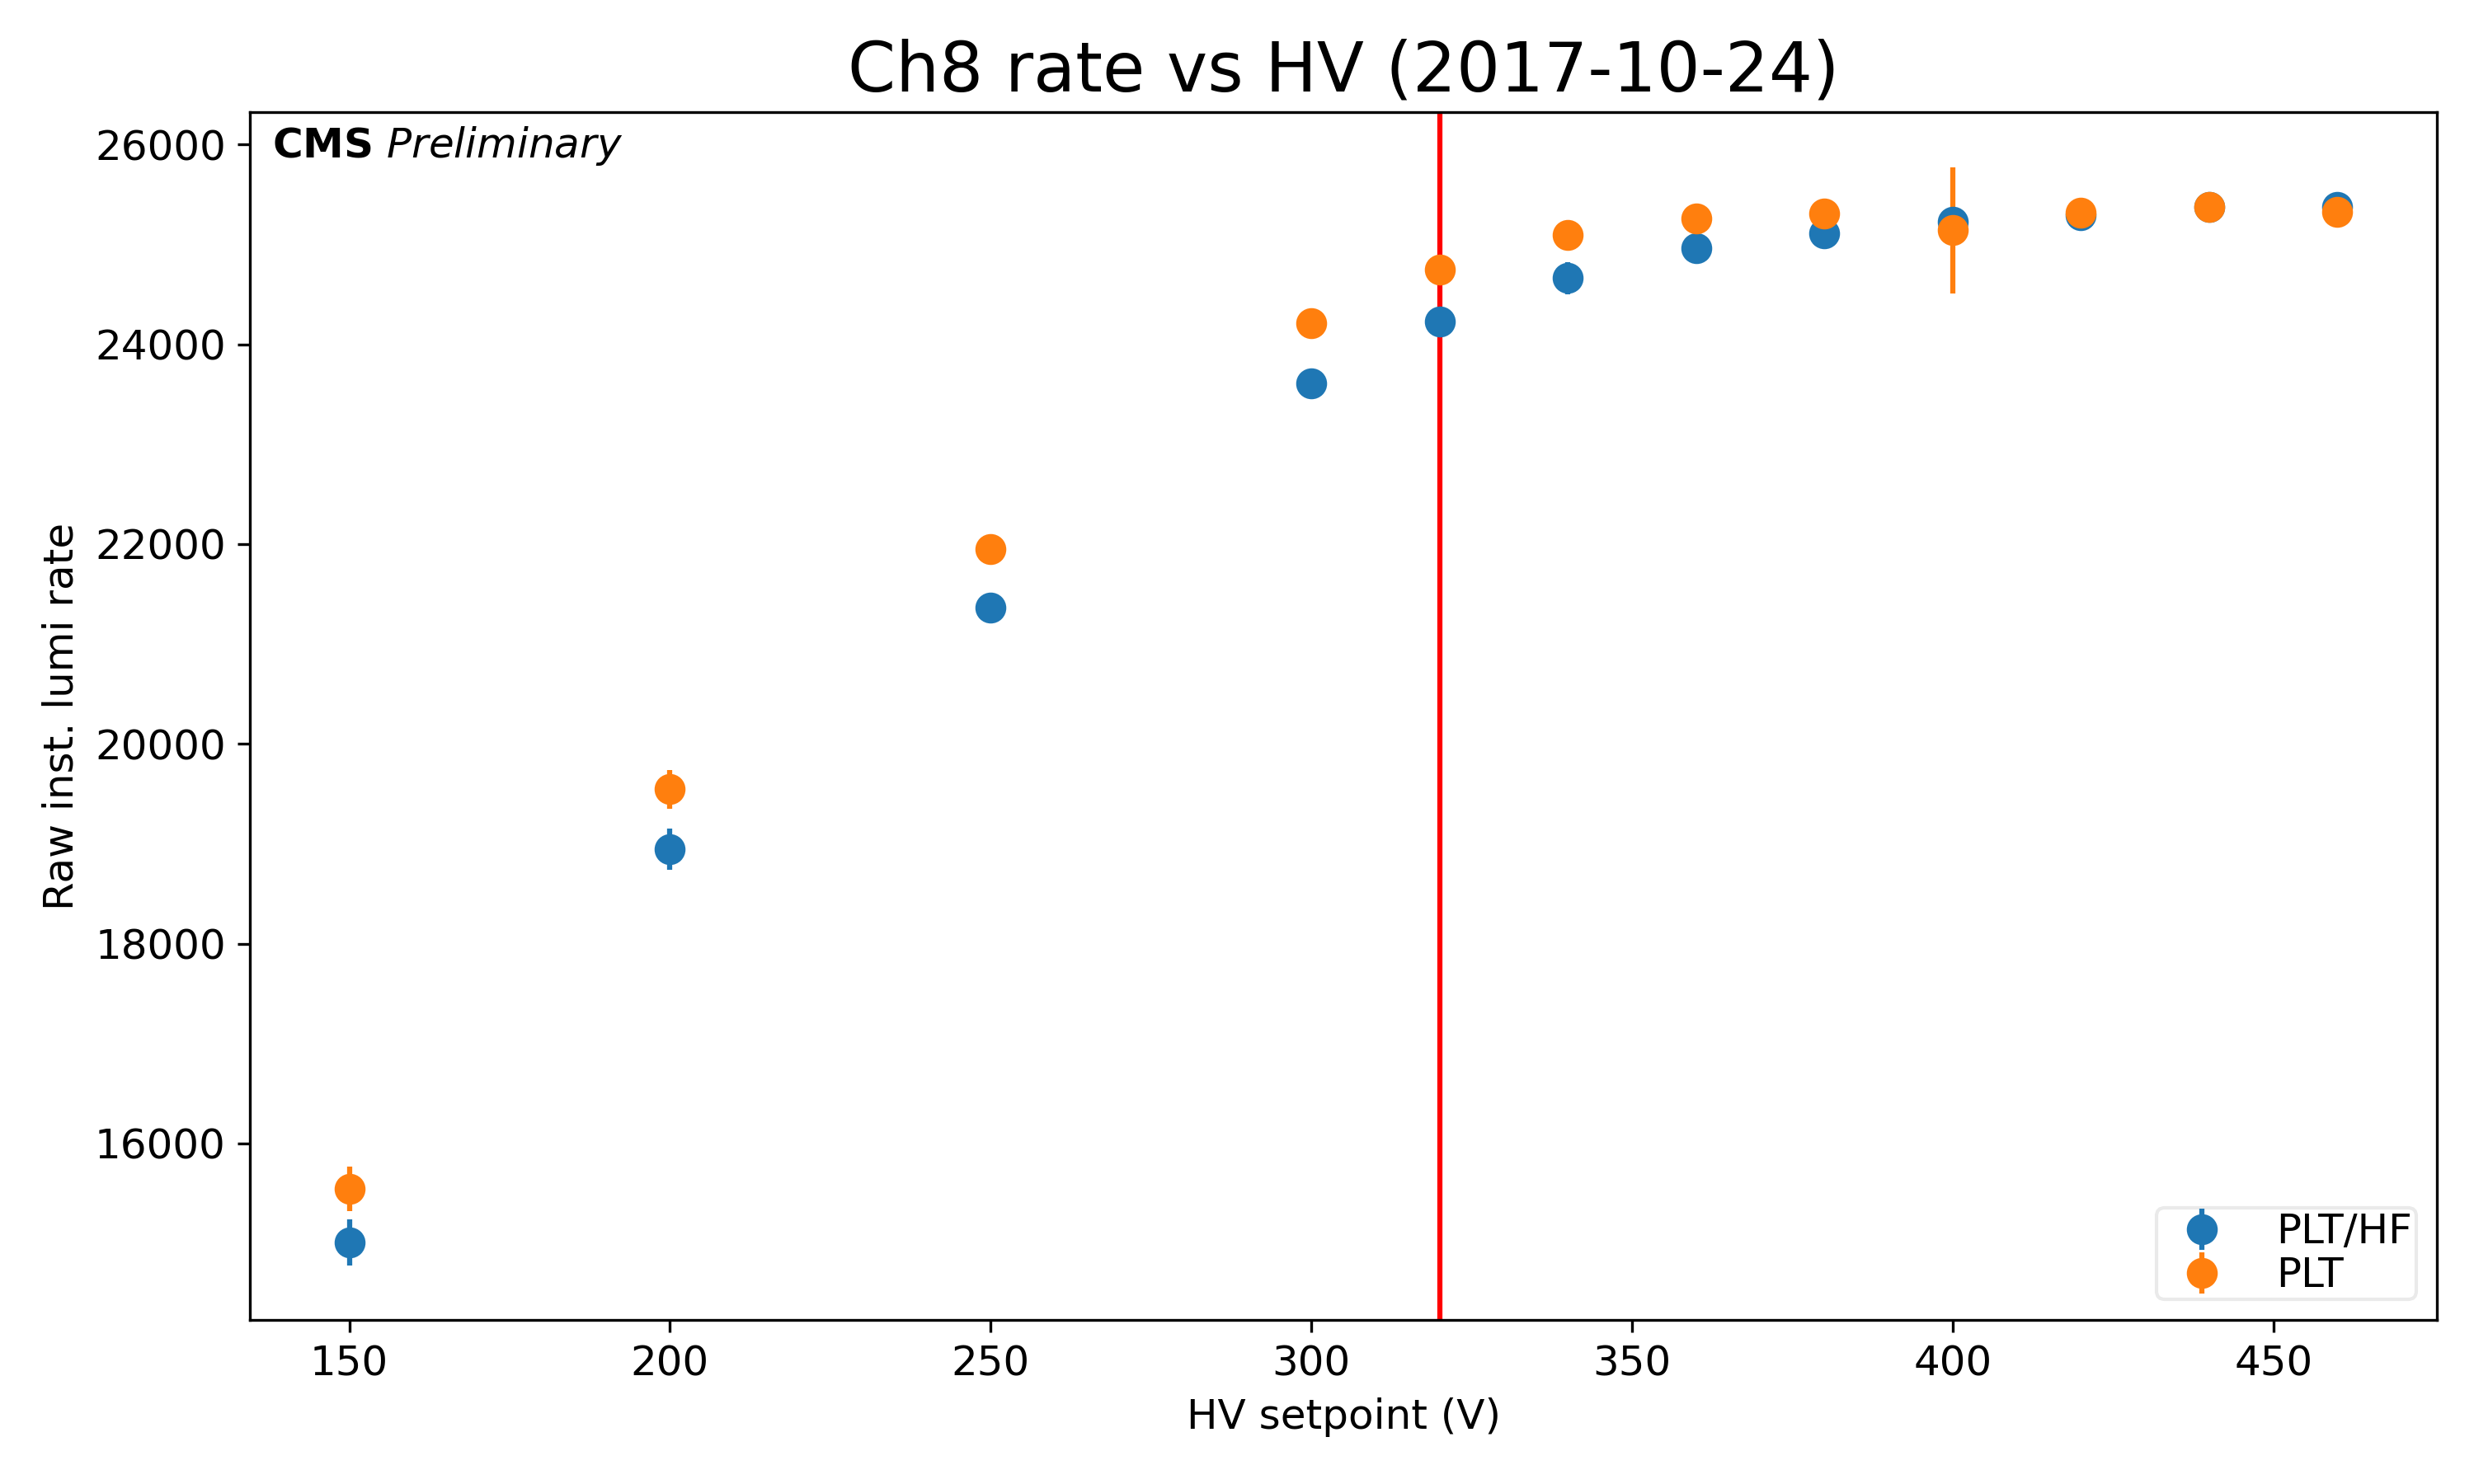 Ch8 rate vs HV (2017-10-24)
CMS Preliminary
26000
24000
22000
20000
18000
16000
Raw inst. lumi rate
150 200 250 300 350 400 450
HV setpoint (V)
PLT/HF
PLT